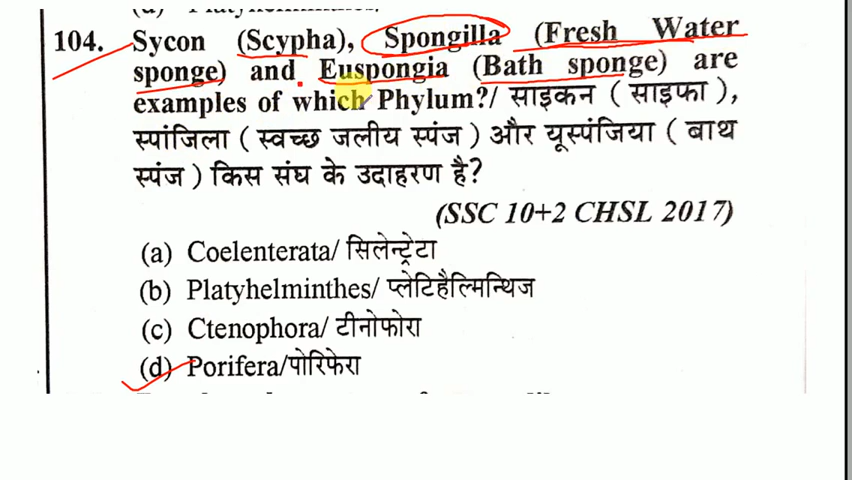 104. Sycon (Scypha), Spongilla (Fresh Water
sponge) and Euspongia (Bath sponge) are
examples of which Phylum?/ साइकन ( साइफा ),
स्पांजिला ( स्वच्छ जलीय स्पंज ) और यूस्पंजिया ( बाथ
स्पंज ) किस संघ के उदाहरण है?
(SSC 10+2 CHSL 2017)
(a) Coelenterata/ सिलेन्ट्रेटा
(b) Platyhelminthes/ प्लेटिहैल्मिन्थिज
(c) Ctenophora/ टीनोफोरा
(d) Porifera/पोरिफेरा